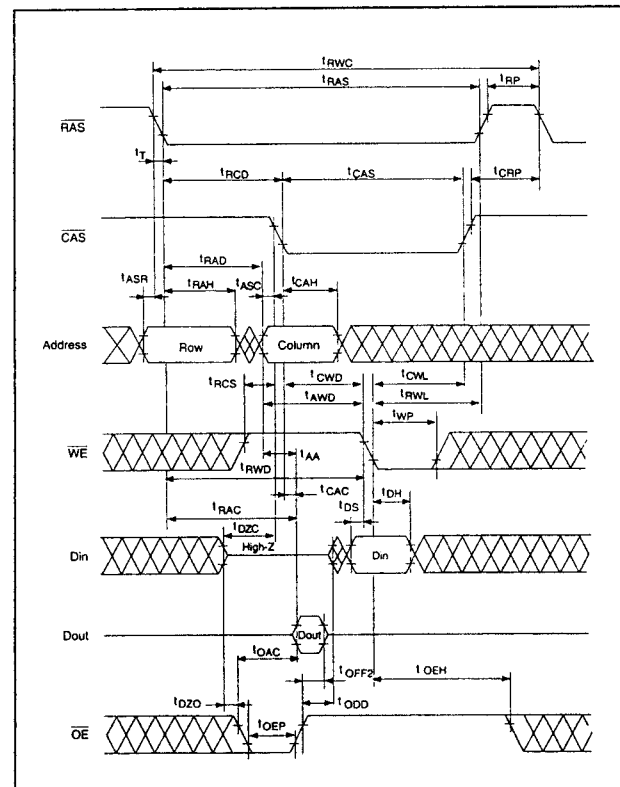 tRWC
tRAS
tRP
RAS
tT
tRCD
tCAS
tCRP
CAS
tRAD
tASR
tRAH
tASC
tCAH
Address
Row
Column
tRCS
tCWD
tCWL
tAWD
tRWL
tWP
WE
tAA
tRWD
tCAC
tDH
tRAC
tDS
tDZC
High-Z
Din
Din
Dout
Dout
tOAC
tOFF2
tOEH
tDZO
tODD
tOEP
OE